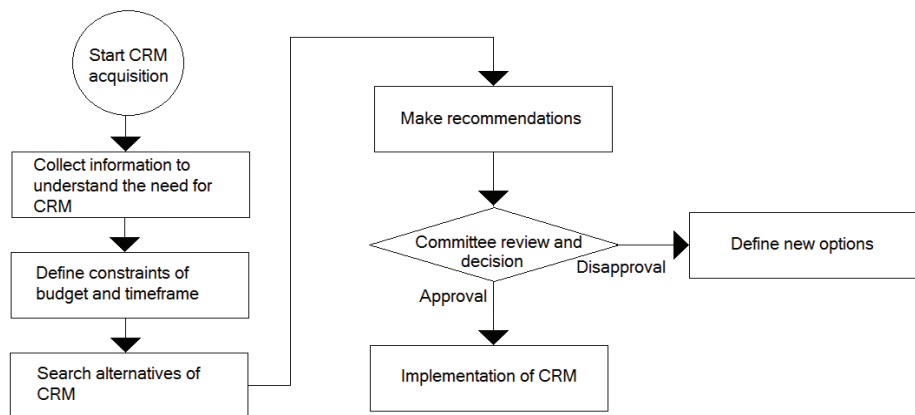 Start CRM
acquisition
Collect information to
understand the need for
CRM
Define constraints of
budget and timeframe
Search alternatives of
CRM
Make recommendations
Committee review and
decision
Disapproval
Define new options
Approval
Implementation of CRM